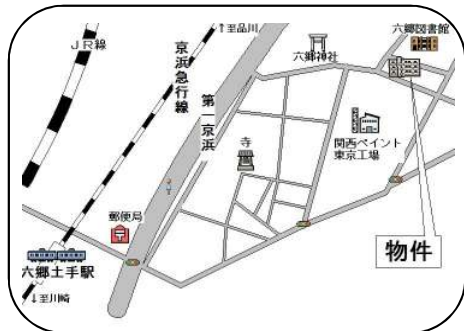 ↑至品川
JR線
六郷図書館
六郷神社
京浜急行線
第一京浜
寺
関西ペイント
東京工場
郵便局
物件
六郷土手駅
↓至川崎